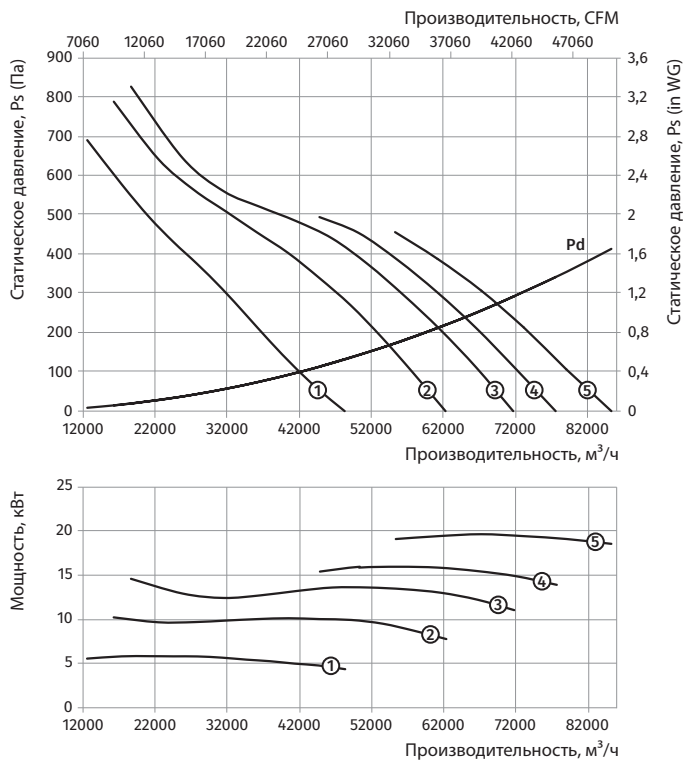 Производительность, CFM
7060 12060 17060 22060 27060 32060 37060 42060 47060
Статическое давление, Ps (Па)
900
800
700
600
500
400
300
200
100
0
3,6
3,2
2,8
2,4
2
1,6
1,2
0,8
0,4
0
Статическое давление, Ps (in WG)
Pd
1 2 3 4 5
12000 22000 32000 42000 52000 62000 72000 82000
Производительность, м³/ч
Мощность, кВт
25
20
15
10
5
0
5
4
3
2
1
12000 22000 32000 42000 52000 62000 72000 82000
Производительность, м³/ч